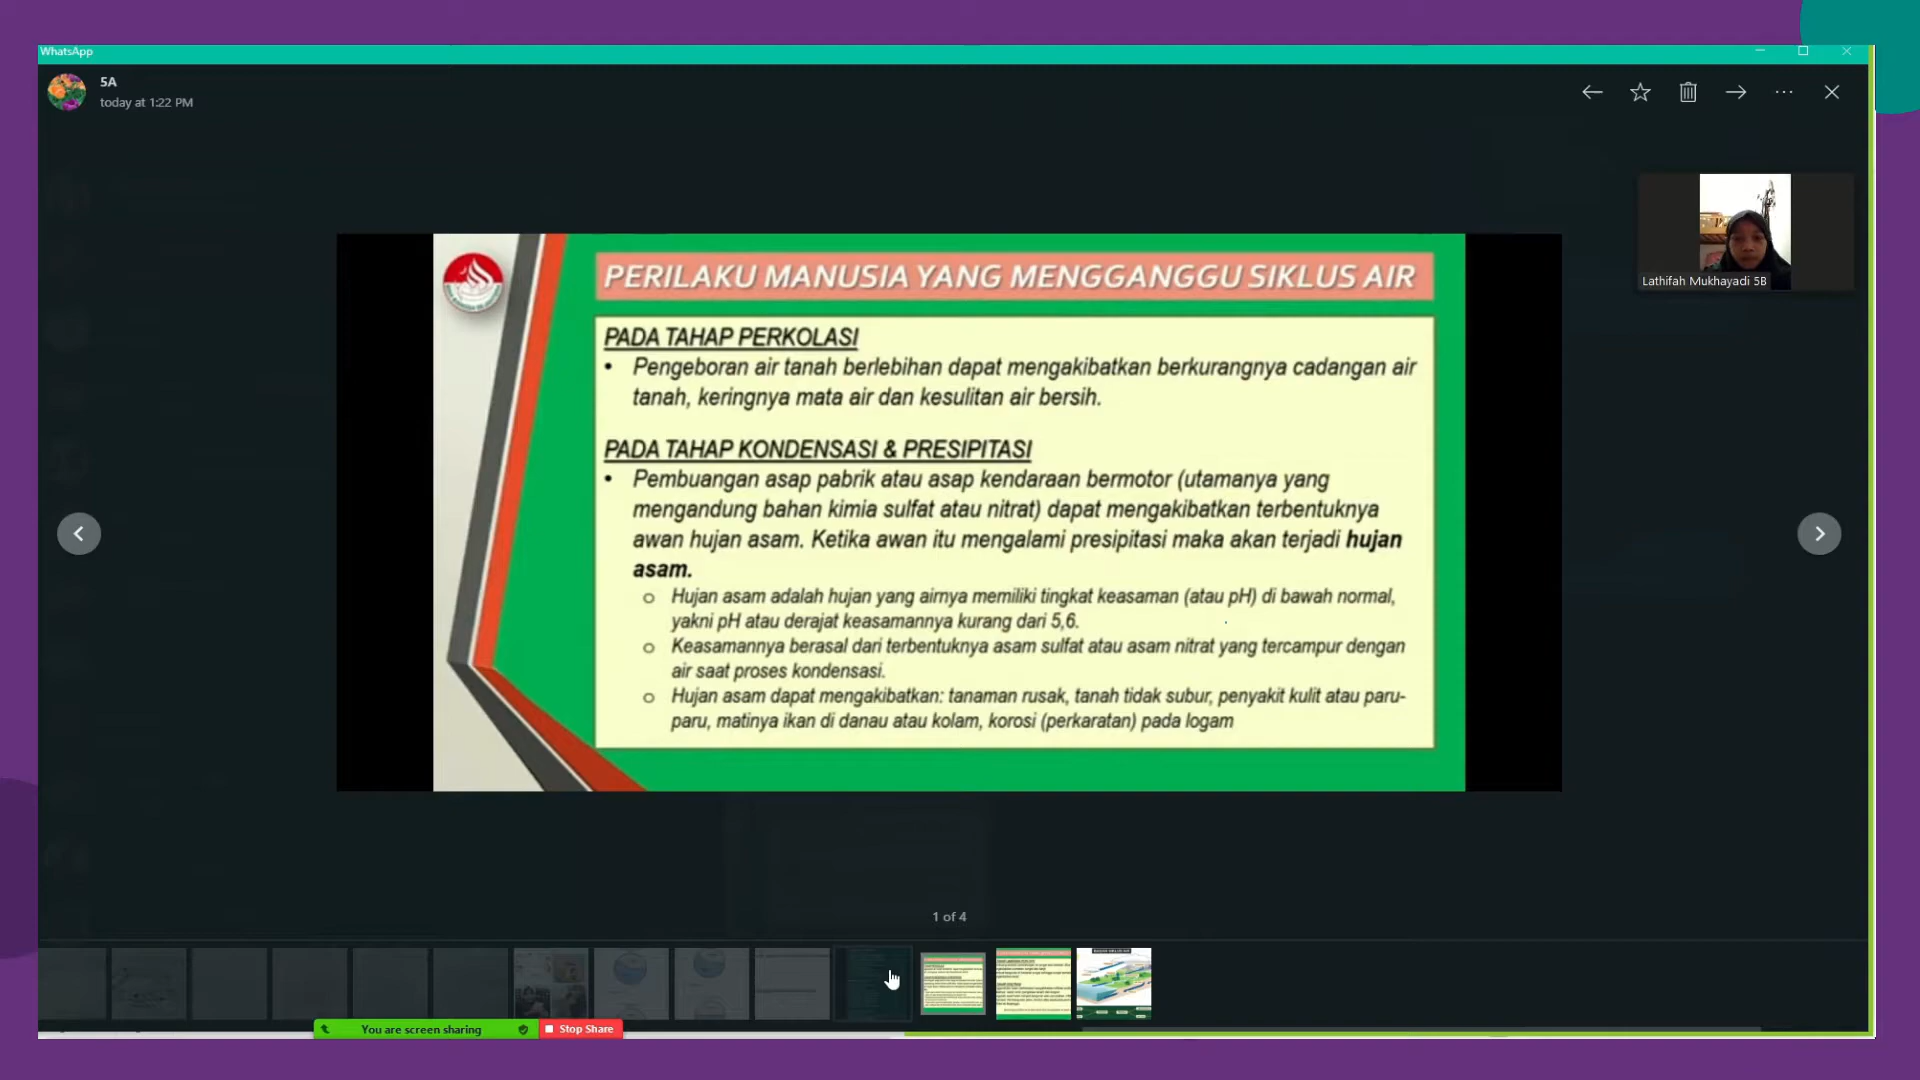 WhatsApp
5A
today at 1:22 PM
Lathifah Mukhayadi 5B
PERILAKU MANUSIA YANG MENGGANGGU SIKLUS AIR
PADA TAHAP PERKOLASI
• Pengeboran air tanah berlebihan dapat mengakibatkan berkurangnya cadangan air
tanah, keringnya mata air dan kesulitan air bersih.
PADA TAHAP KONDENSASI & PRESIPITASI
• Pembuangan asap pabrik atau asap kendaraan bermotor (utamanya yang
mengandung bahan kimia sulfat atau nitrat) dapat mengakibatkan terbentuknya
awan hujan asam. Ketika awan itu mengalami presipitasi maka akan terjadi hujan
asam.
o Hujan asam adalah hujan yang airnya memiliki tingkat keasaman (atau pH) di bawah normal,
yakni pH atau derajat keasamannya kurang dari 5,6.
o Keasamannya berasal dari terbentuknya asam sulfat atau asam nitrat yang tercampur dengan
air saat proses kondensasi.
o Hujan asam dapat mengakibatkan: tanaman rusak, tanah tidak subur, penyakit kulit atau paru-
paru, matinya ikan di danau atau kolam, korosi (perkaratan) pada logam
1 of 4
You are screen sharing
Stop Share